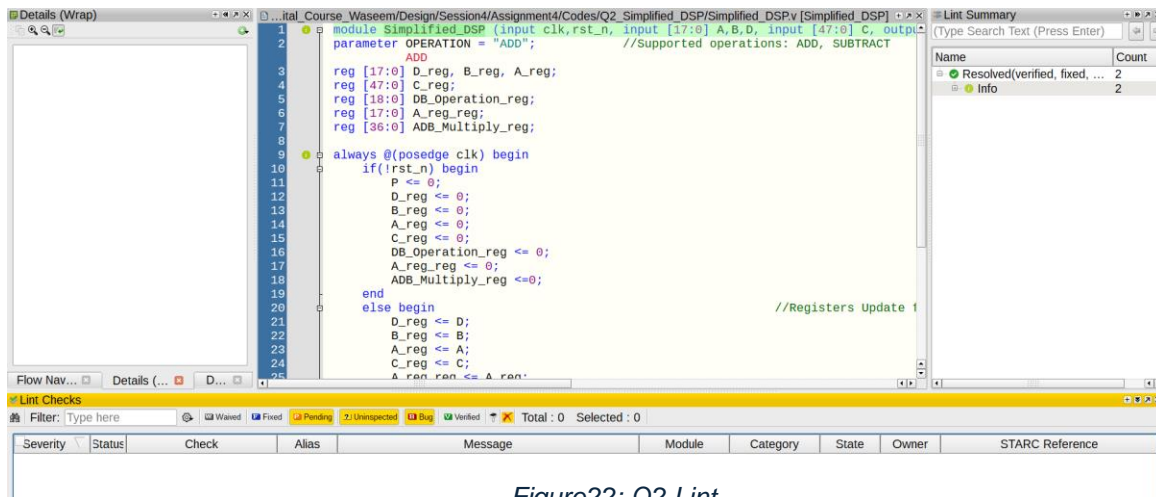 Details (Wrap)
...ital_Course_Waseem/Design/Session4/Assignment4/Codes/Q2_Simplified_DSP/Simplified_DSP.v [Simplified_DSP]
1 module Simplified_DSP (input clk,rst_n, input [17:0] A,B,D, input [47:0] C, outpu
2 parameter OPERATION = "ADD"; //Supported operations: ADD, SUBTRACT
ADD
3 reg [17:0] D_reg, B_reg, A_reg;
4 reg [47:0] C_reg;
5 reg [18:0] DB_Operation_reg;
6 reg [17:0] A_reg_reg;
7 reg [36:0] ADB_Multiply_reg;
8
9 always @(posedge clk) begin
10 if(!rst_n) begin
11 P <= 0;
12 D_reg <= 0;
13 B_reg <= 0;
14 A_reg <= 0;
15 C_reg <= 0;
16 DB_Operation_reg <= 0;
17 A_reg_reg <= 0;
18 ADB_Multiply_reg <=0;
19 end
20 else begin //Registers Update f
21 D_reg <= D;
22 B_reg <= B;
23 A_reg <= A;
24 C_reg <= C;
25 A_reg_reg <= A_reg;
Lint Summary
(Type Search Text (Press Enter)
Name Count
Resolved(verified, fixed, ... 2
Info 2
Flow Nav... Details (... D...
Lint Checks
Filter: Type here Waived Fixed Pending Uninspected Bug Verified Total : 0 Selected : 0
Severity Status Check Alias Message Module Category State Owner STARC Reference
Figure22: Q2 Lint